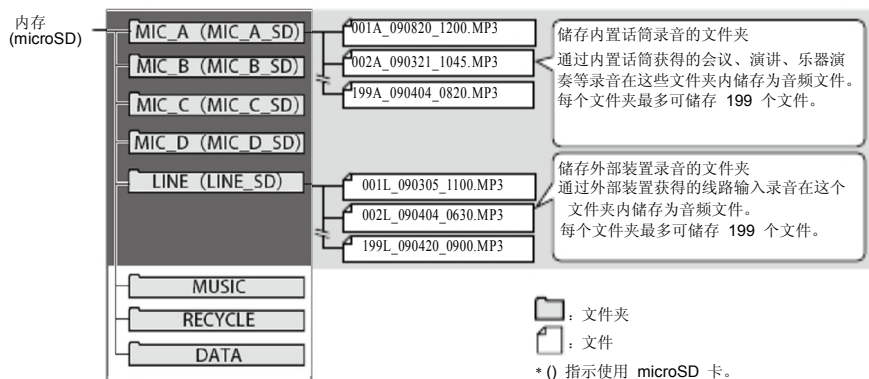 内存
(microSD)
MIC_A (MIC_A_SD)
MIC_B (MIC_B_SD)
MIC_C (MIC_C_SD)
MIC_D (MIC_D_SD)
LINE (LINE_SD)
MUSIC
RECYCLE
DATA
001A_090820_1200.MP3
002A_090321_1045.MP3
199A_090404_0820.MP3
001L_090305_1100.MP3
002L_090404_0630.MP3
199L_090420_0900.MP3
储存内置话筒录音的文件夹
通过内置话筒获得的会议、演讲、乐器演
奏等录音在这些文件夹内储存为音频文件。
每个文件夹最多可储存 199 个文件。
储存外部装置录音的文件夹
通过外部装置获得的线路输入录音在这个
文件夹内储存为音频文件。
每个文件夹最多可储存 199 个文件。
：文件夹
：文件
* () 指示使用 microSD 卡。